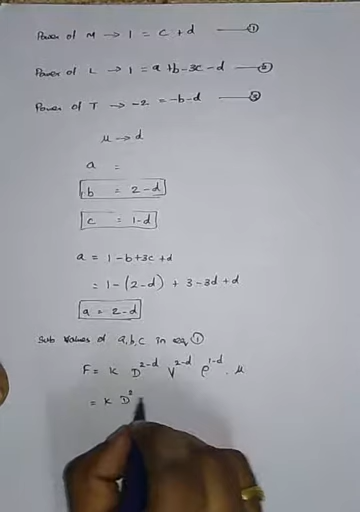 Power of M → 1 = c + d —— ①
Power of L → 1 = a + b - 3c - d —— ②
Power of T → -2 = -b - d —— ③
μ → d
a =
b = 2 - d
c = 1 - d
a = 1 - b + 3c + d
= 1 - (2 - d) + 3 - 3d + d
a = 2 - d
Sub Values of a, b, c in eq ①
F = K D^{2-d} V^{2-d} ρ^{1-d} . μ
= K D^2